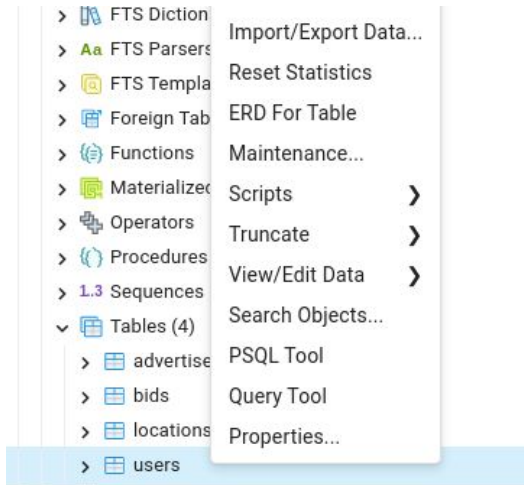 FTS Diction
Aa FTS Parsers
FTS Templa
Foreign Tab
Functions
Materialized
Operators
Procedures
1..3 Sequences
Tables (4)
advertise
bids
locations
users
Import/Export Data...
Reset Statistics
ERD For Table
Maintenance...
Scripts
Truncate
View/Edit Data
Search Objects...
PSQL Tool
Query Tool
Properties...